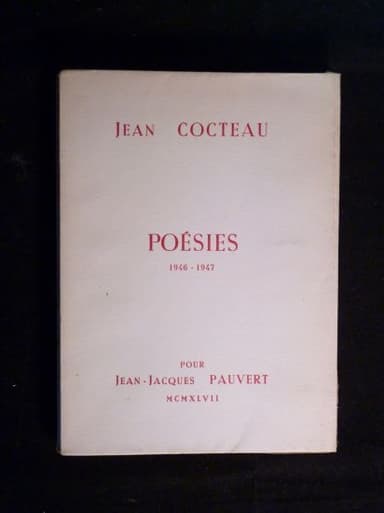 JEAN COCTEAU
POÉSIES
1946 - 1947
POUR
JEAN-JACQUES PAUVERT
MCMXLVII